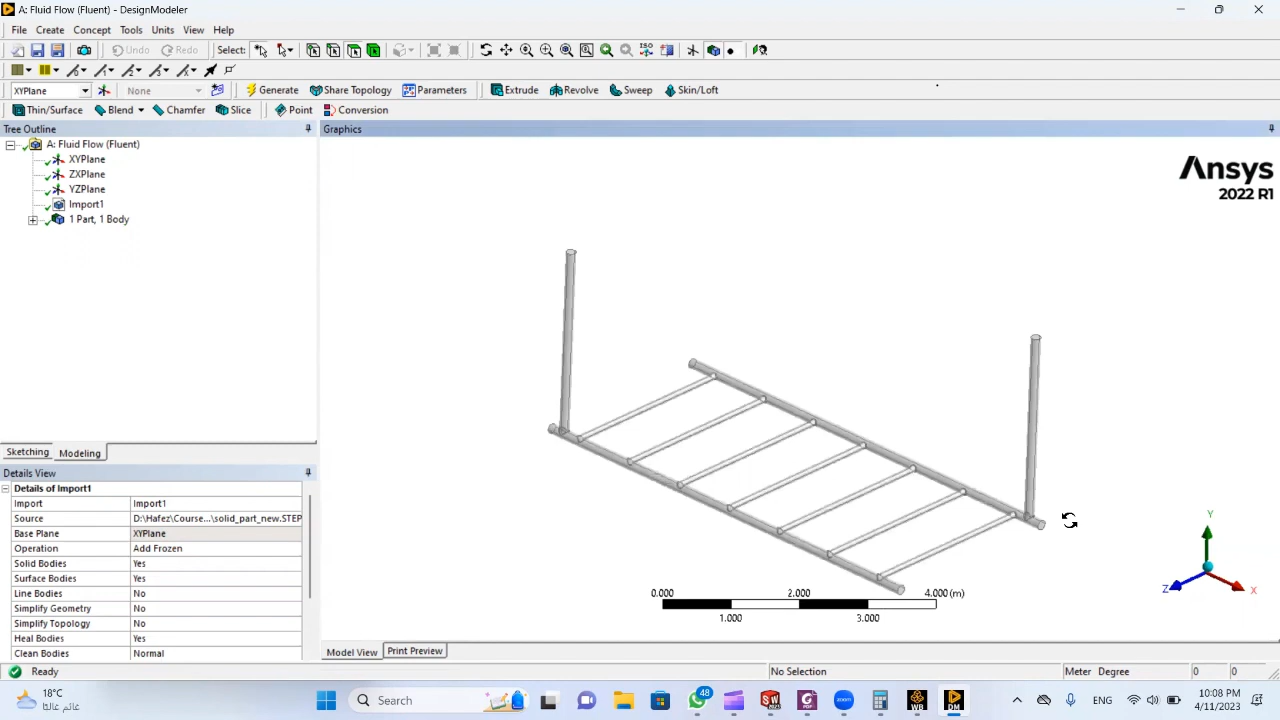 A: Fluid Flow (Fluent) - DesignModeler
File Create Concept Tools Units View Help
Undo Redo Select: ISO
XYPlane None Generate Share Topology Parameters Extrude Revolve Sweep Skin/Loft
Thin/Surface Blend Chamfer Slice Point Conversion
Tree Outline
Graphics
A: Fluid Flow (Fluent)
XYPlane
ZXPlane
YZPlane
Import1
1 Part, 1 Body
Ansys
2022 R1
Sketching Modeling
Details View
Details of Import1
Import Import1
Source D:\Hafez\Course...\solid_part_new.STEP
Base Plane XYPlane
Operation Add Frozen
Solid Bodies Yes
Surface Bodies Yes
Line Bodies No
Simplify Geometry No
Simplify Topology No
Heal Bodies Yes
Clean Bodies Normal
0.000 2.000 4.000 (m)
1.000 3.000
Y
Z
X
Model View Print Preview
Ready No Selection Meter Degree 0 0
18°C
غائم غالبا
Search
48
WB
DM
ENG
10:08 PM
4/11/2023